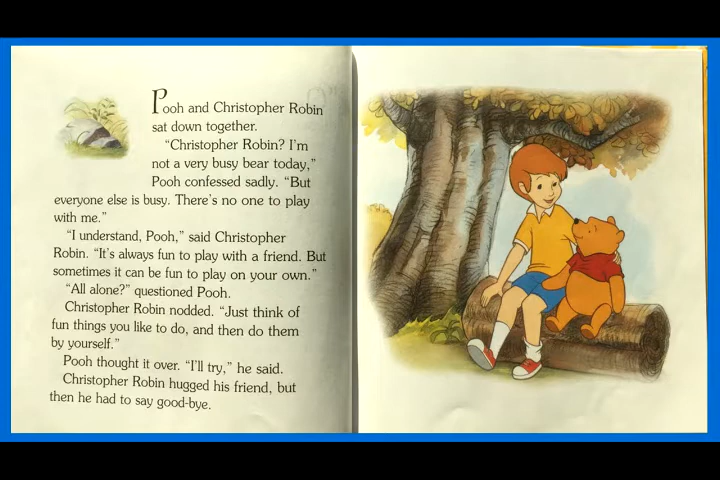 Pooh and Christopher Robin
sat down together.
“Christopher Robin? I’m
not a very busy bear today,”
Pooh confessed sadly. “But
everyone else is busy. There’s no one to play
with me.”
“I understand, Pooh,” said Christopher
Robin. “It’s always fun to play with a friend. But
sometimes it can be fun to play on your own.”
“All alone?” questioned Pooh.
Christopher Robin nodded. “Just think of
fun things you like to do, and then do them
by yourself.”
Pooh thought it over. “I’ll try,” he said.
Christopher Robin hugged his friend, but
then he had to say good-bye.